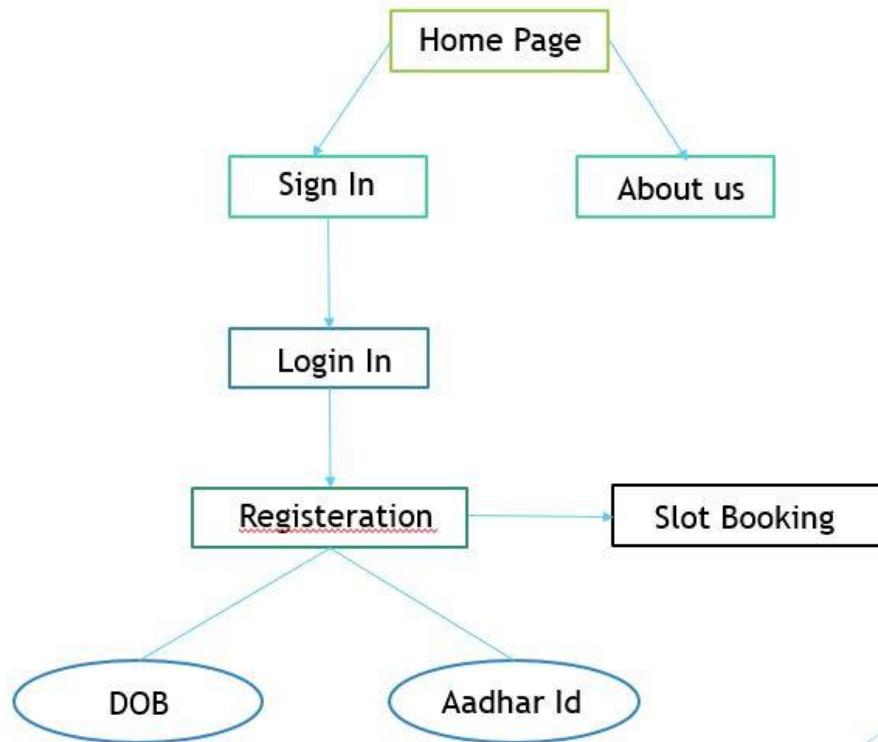 Home Page
Sign In
About us
Login In
Registeration
Slot Booking
DOB
Aadhar Id